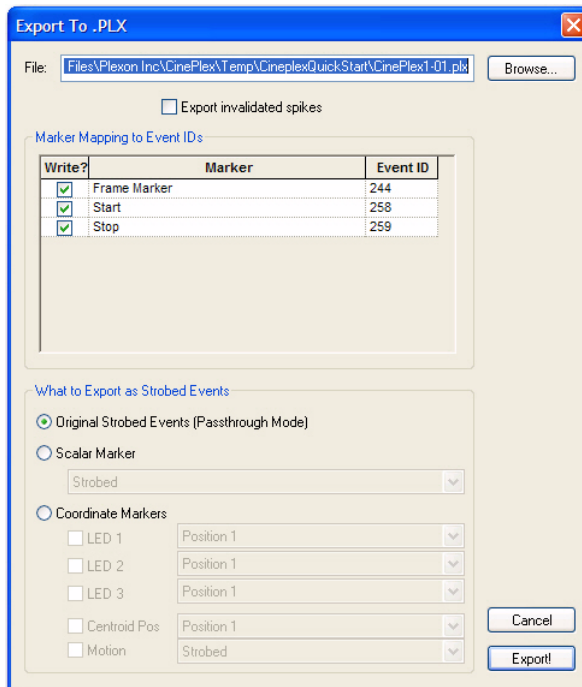 Export To .PLX
File: Files\Plexon Inc\CinePlex\Temp\CineplexQuickStart\CinePlex1-01.plx Browse...
Export invalidated spikes
Marker Mapping to Event IDs
Write? Marker Event ID
Frame Marker 244
Start 258
Stop 259
What to Export as Strobed Events
Original Strobed Events (Passthrough Mode)
Scalar Marker
Strobed
Coordinate Markers
LED 1 Position 1
LED 2 Position 1
LED 3 Position 1
Centroid Pos Position 1
Motion Strobed
Cancel
Export!